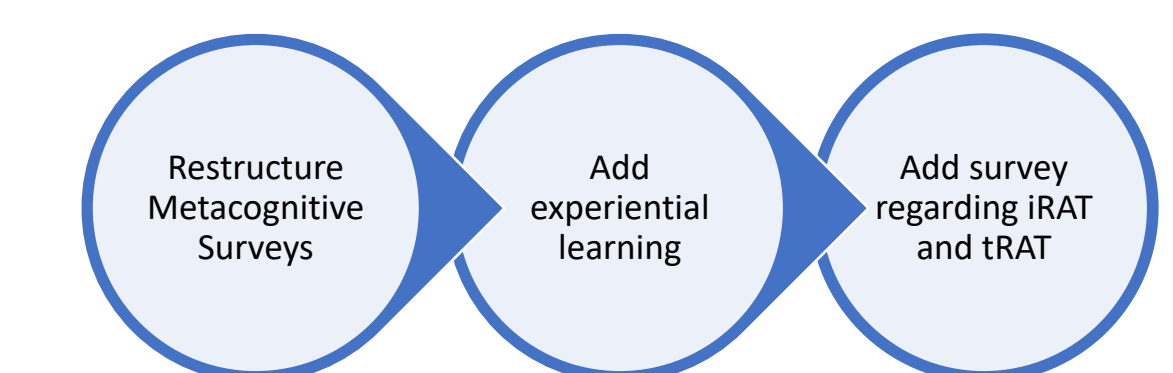 Restructure
Metacognitive
Surveys
Add
experiential
learning
Add survey
regarding iRAT
and tRAT